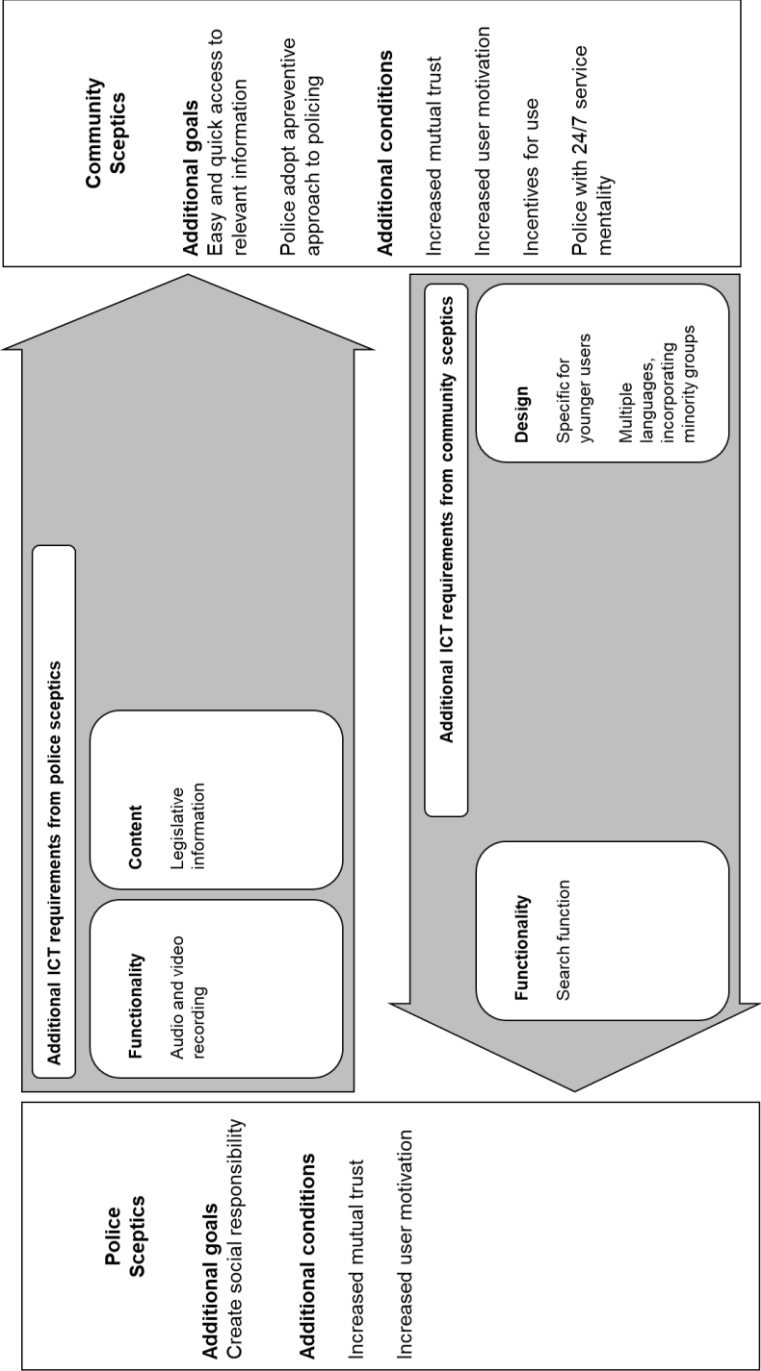 Police
Sceptics
Additional goals
Create social responsibility
Additional conditions
Increased mutual trust
Increased user motivation
Additional ICT requirements from police sceptics
Functionality
Audio and video
recording
Content
Legislative
information
Additional ICT requirements from community sceptics
Functionality
Search function
Design
Specific for
younger users
Multiple
languages,
incorporating
minority groups
Community
Sceptics
Additional goals
Easy and quick access to
relevant information
Police adopt apreventive
approach to policing
Additional conditions
Increased mutual trust
Increased user motivation
Incentives for use
Police with 24/7 service
mentality